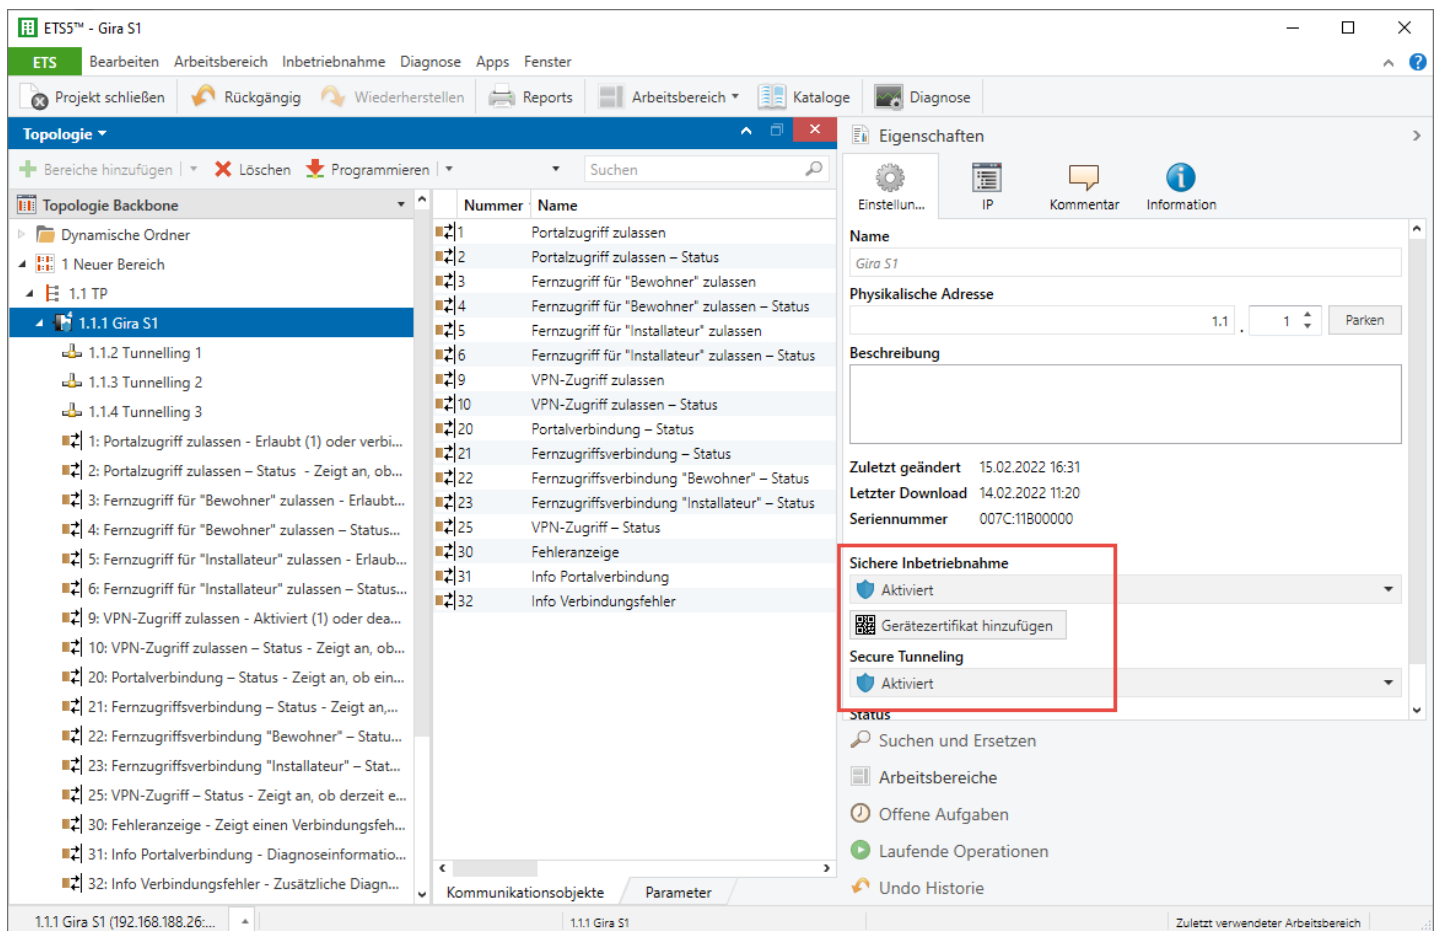 ETS5™ - Gira S1
ETS Bearbeiten Arbeitsbereich Inbetriebnahme Diagnose Apps Fenster
Projekt schließen Rückgängig Wiederherstellen Reports Arbeitsbereich Kataloge Diagnose
Topologie
Bereiche hinzufügen Löschen Programmieren Suchen
Topologie Backbone
Dynamische Ordner
1 Neuer Bereich
1.1 TP
1.1.1 Gira S1
1.1.2 Tunnelling 1
1.1.3 Tunnelling 2
1.1.4 Tunnelling 3
1: Portalzugriff zulassen - Erlaubt (1) oder verbi...
2: Portalzugriff zulassen – Status - Zeigt an, ob...
3: Fernzugriff für "Bewohner" zulassen - Erlaubt...
4: Fernzugriff für "Bewohner" zulassen – Status...
5: Fernzugriff für "Installateur" zulassen - Erlaub...
6: Fernzugriff für "Installateur" zulassen – Status...
9: VPN-Zugriff zulassen - Aktiviert (1) oder dea...
10: VPN-Zugriff zulassen – Status - Zeigt an, ob...
20: Portalverbindung – Status - Zeigt an, ob ein...
21: Fernzugriffsverbindung – Status - Zeigt an,...
22: Fernzugriffsverbindung "Bewohner" – Statu...
23: Fernzugriffsverbindung "Installateur" – Stat...
25: VPN-Zugriff – Status - Zeigt an, ob derzeit e...
30: Fehleranzeige - Zeigt einen Verbindungsfeh...
31: Info Portalverbindung - Diagnoseinformatio...
32: Info Verbindungsfehler - Zusätzliche Diagn...
Nummer Name
1 Portalzugriff zulassen
2 Portalzugriff zulassen – Status
3 Fernzugriff für "Bewohner" zulassen
4 Fernzugriff für "Bewohner" zulassen – Status
5 Fernzugriff für "Installateur" zulassen
6 Fernzugriff für "Installateur" zulassen – Status
9 VPN-Zugriff zulassen
10 VPN-Zugriff zulassen – Status
20 Portalverbindung – Status
21 Fernzugriffsverbindung – Status
22 Fernzugriffsverbindung "Bewohner" – Status
23 Fernzugriffsverbindung "Installateur" – Status
25 VPN-Zugriff – Status
30 Fehleranzeige
31 Info Portalverbindung
32 Info Verbindungsfehler
Kommunikationsobjekte Parameter
Eigenschaften
Einstellun... IP Kommentar Information
Name
Gira S1
Physikalische Adresse
1.1 . 1 Parken
Beschreibung
Zuletzt geändert 15.02.2022 16:31
Letzter Download 14.02.2022 11:20
Seriennummer 007C:11B00000
Sichere Inbetriebnahme
Aktiviert
Gerätezertifikat hinzufügen
Secure Tunneling
Aktiviert
Status
Suchen und Ersetzen
Arbeitsbereiche
Offene Aufgaben
Laufende Operationen
Undo Historie
1.1.1 Gira S1 (192.168.188.26:... 1.1.1 Gira S1 Zuletzt verwendeter Arbeitsbereich